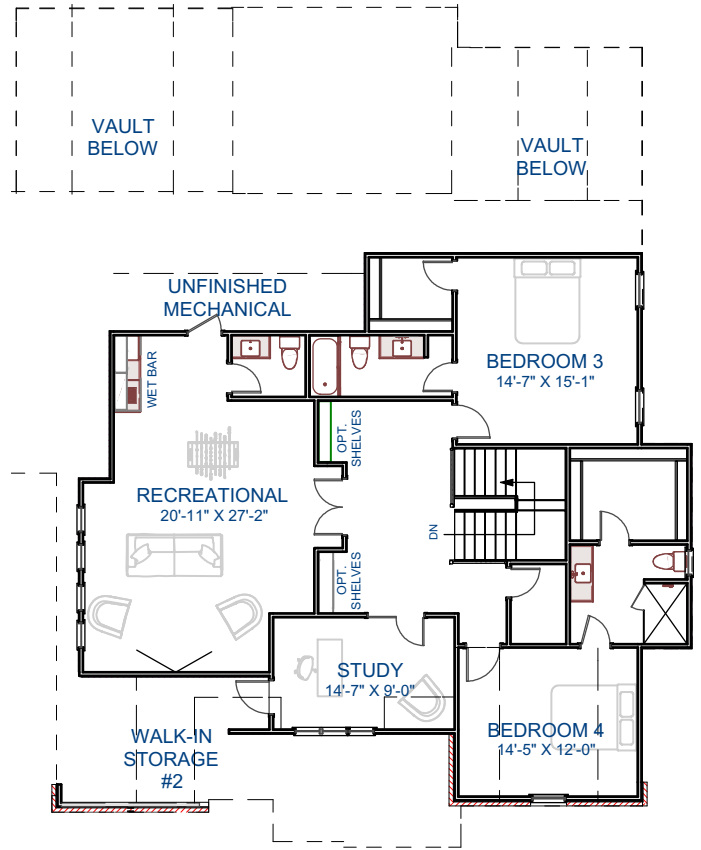 VAULT
BELOW
VAULT
BELOW
UNFINISHED
MECHANICAL
WET BAR
BEDROOM 3
14'-7" X 15'-1"
OPT.
SHELVES
RECREATIONAL
20'-11" X 27'-2"
DN
OPT.
SHELVES
STUDY
14'-7" X 9'-0"
WALK-IN
STORAGE
#2
BEDROOM 4
14'-5" X 12'-0"